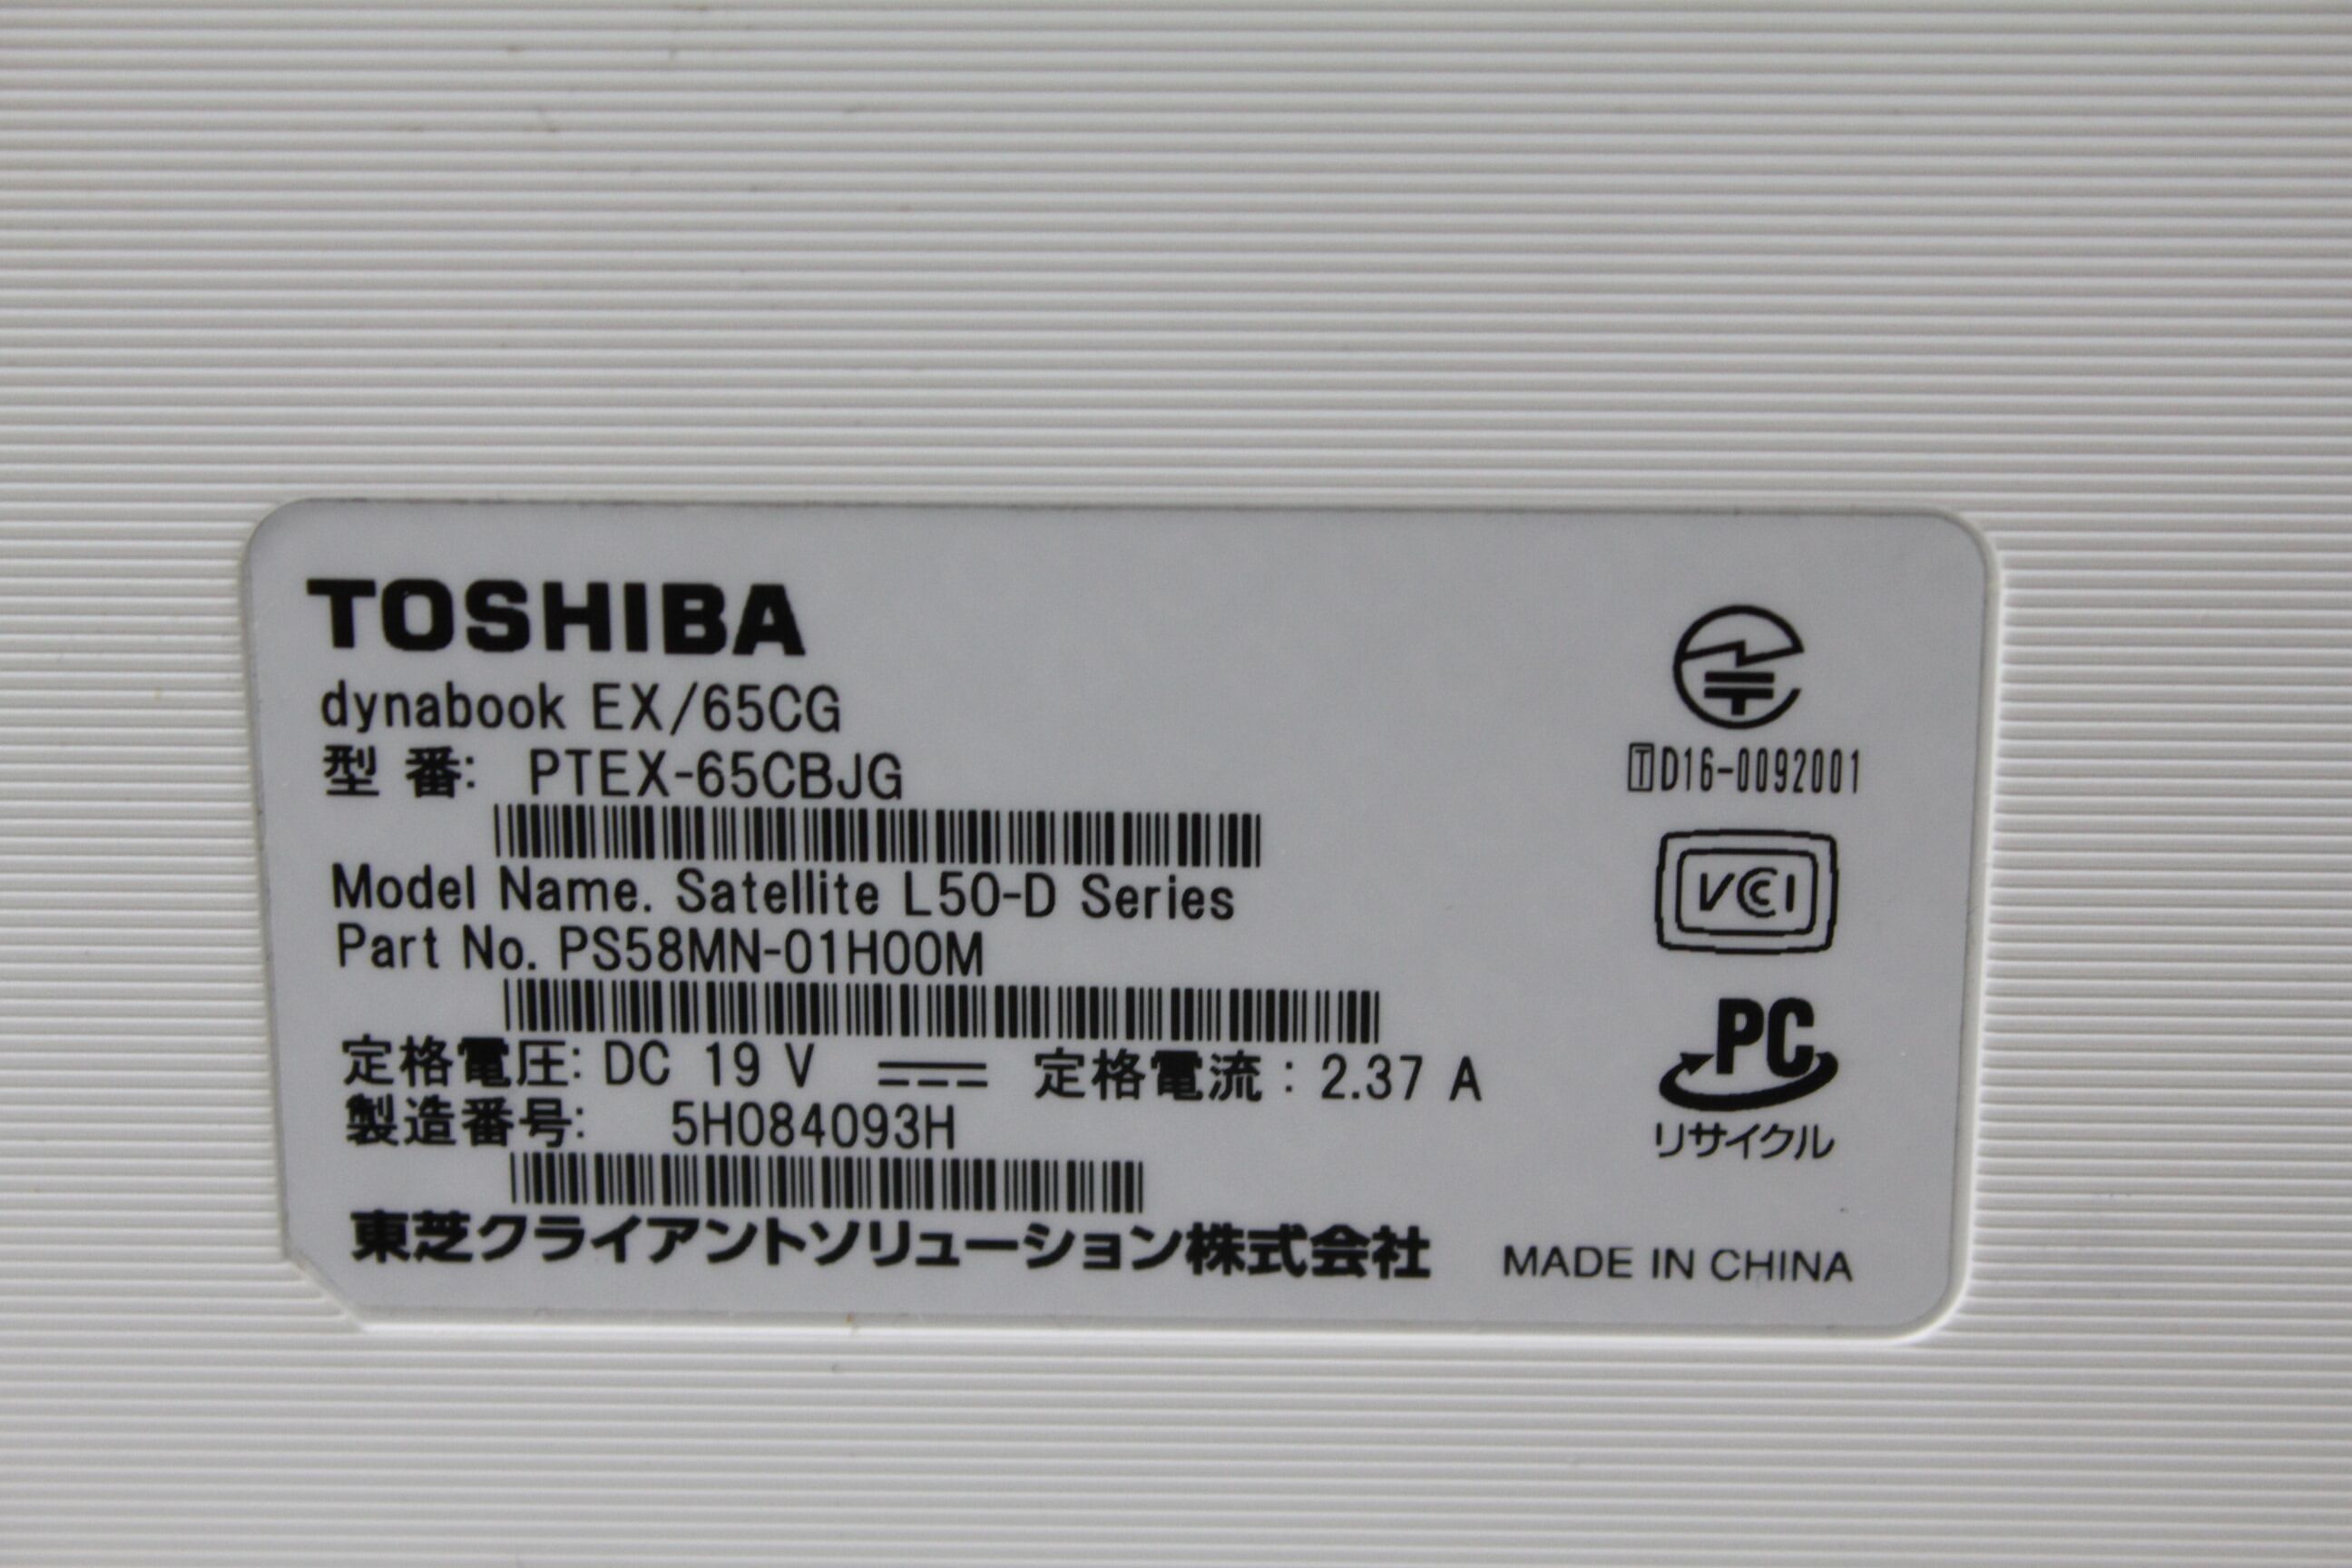 TOSHIBA
dynabook EX/65CG
型 番: PTEX-65CBJG
Model Name. Satellite L50-D Series
Part No. PS58MN-01H00M
定格電圧: DC 19 V 定格電流 : 2.37 A
製造番号: 5H084093H
東芝クライアントソリューション株式会社
T D16-0092001
VCCI
PC
リサイクル
MADE IN CHINA